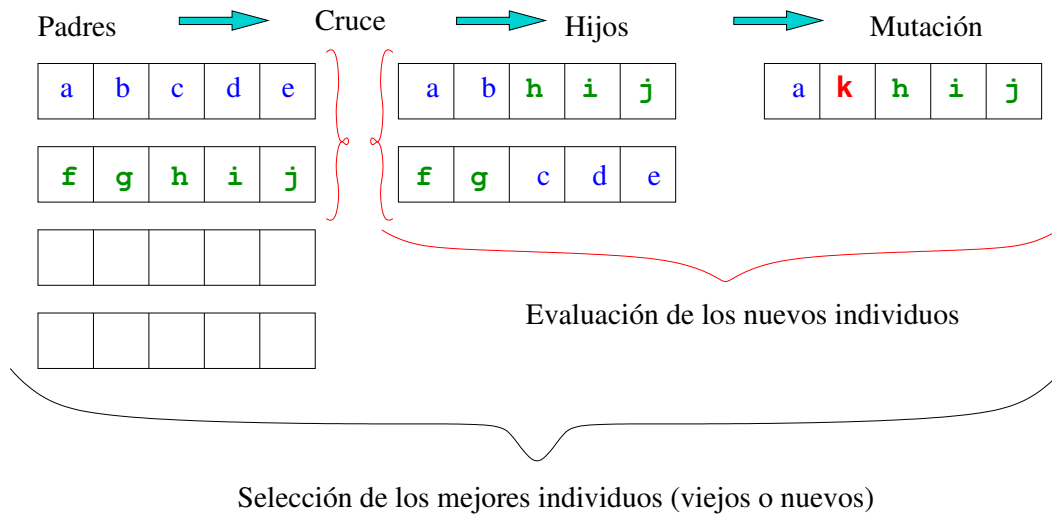 Padres Cruce Hijos Mutación
a b c d e a b h i j a k h i j
f g h i j f g c d e
Evaluación de los nuevos individuos
Selección de los mejores individuos (viejos o nuevos)